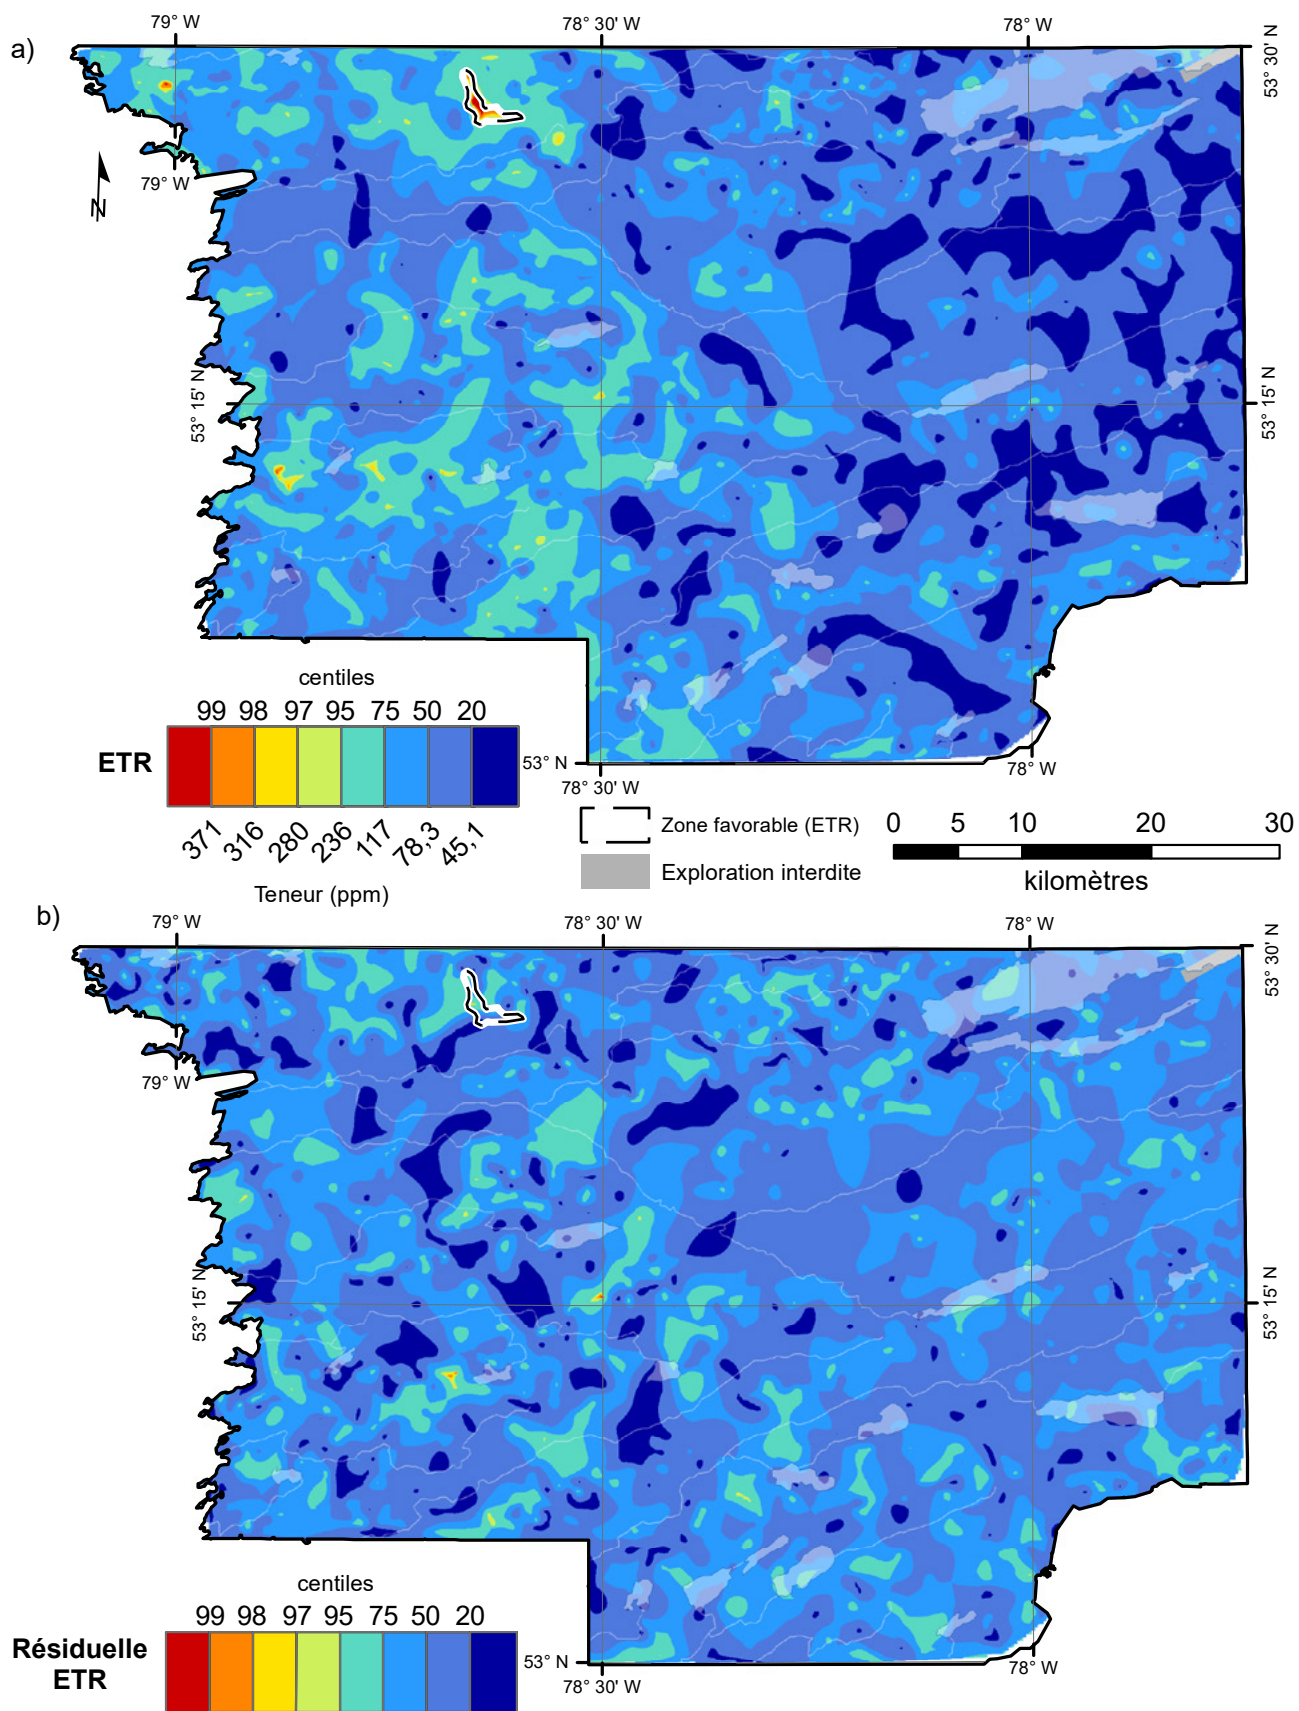 a)
79° W
78° 30' W
78° W
53° 30' N
N
79° W
53° 15' N
53° 15' N
centiles
99 98 97 95 75 50 20
ETR
371 316 280 236 117 78,3 45,1
Teneur (ppm)
53° N
78° 30' W
78° W
Zone favorable (ETR)
Exploration interdite
0 5 10 20 30
kilomètres
b)
79° W
78° 30' W
78° W
53° 30' N
79° W
53° 15' N
53° 15' N
centiles
99 98 97 95 75 50 20
Résiduelle
ETR
53° N
78° 30' W
78° W